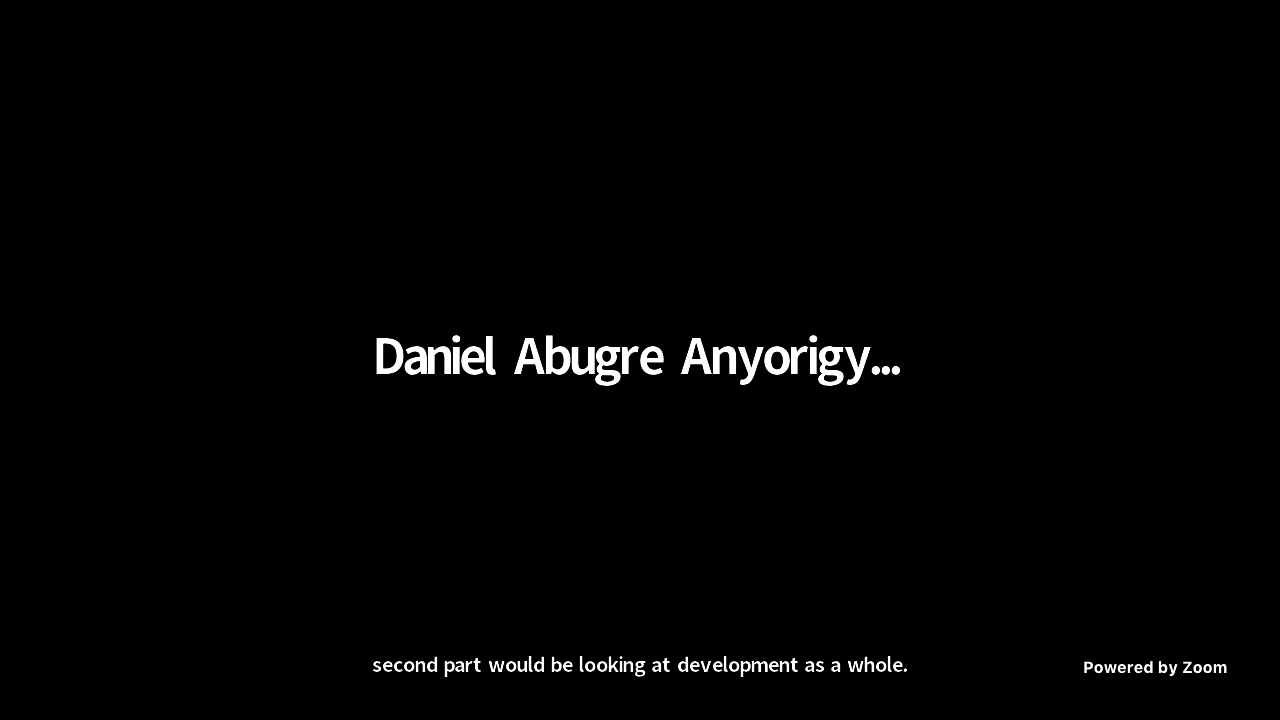 Daniel Abugre Anyorigy...
second part would be looking at development as a whole.
Powered by Zoom